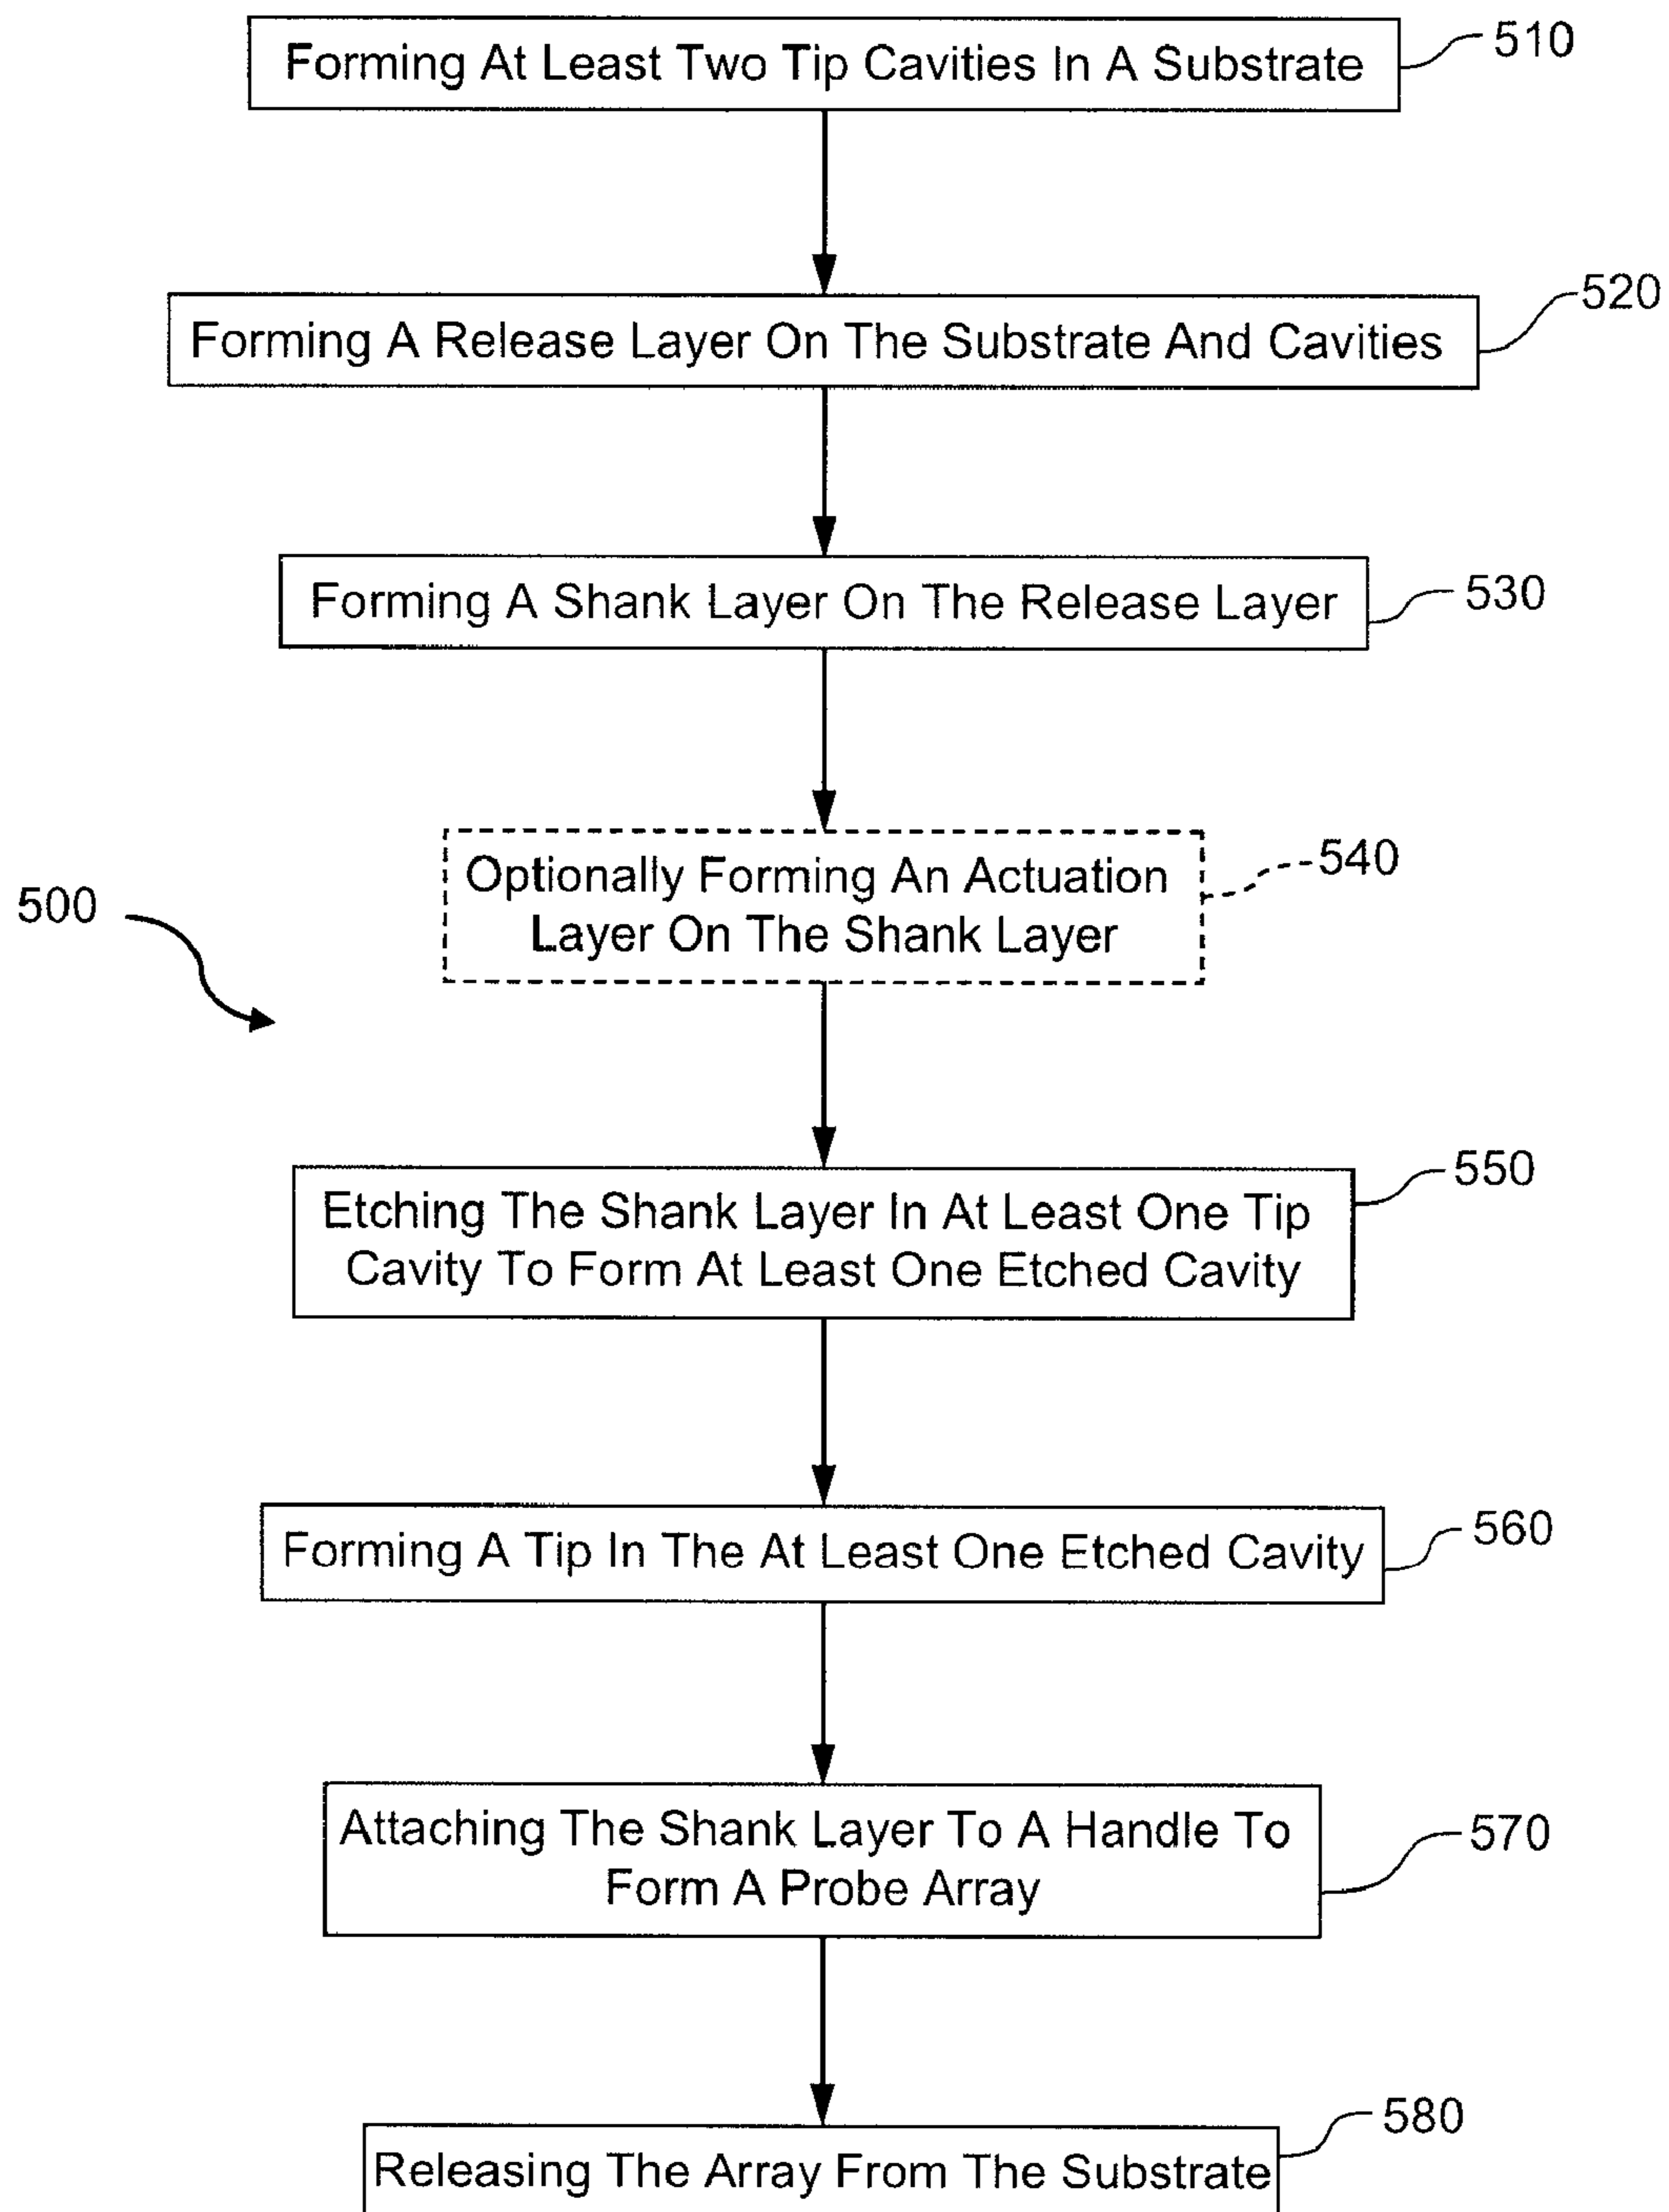 Forming At Least Two Tip Cavities In A Substrate
510
Forming A Release Layer On The Substrate And Cavities
520
Forming A Shank Layer On The Release Layer
530
Optionally Forming An Actuation
Layer On The Shank Layer
540
500
Etching The Shank Layer In At Least One Tip
Cavity To Form At Least One Etched Cavity
550
Forming A Tip In The At Least One Etched Cavity
560
Attaching The Shank Layer To A Handle To
Form A Probe Array
570
Releasing The Array From The Substrate
580